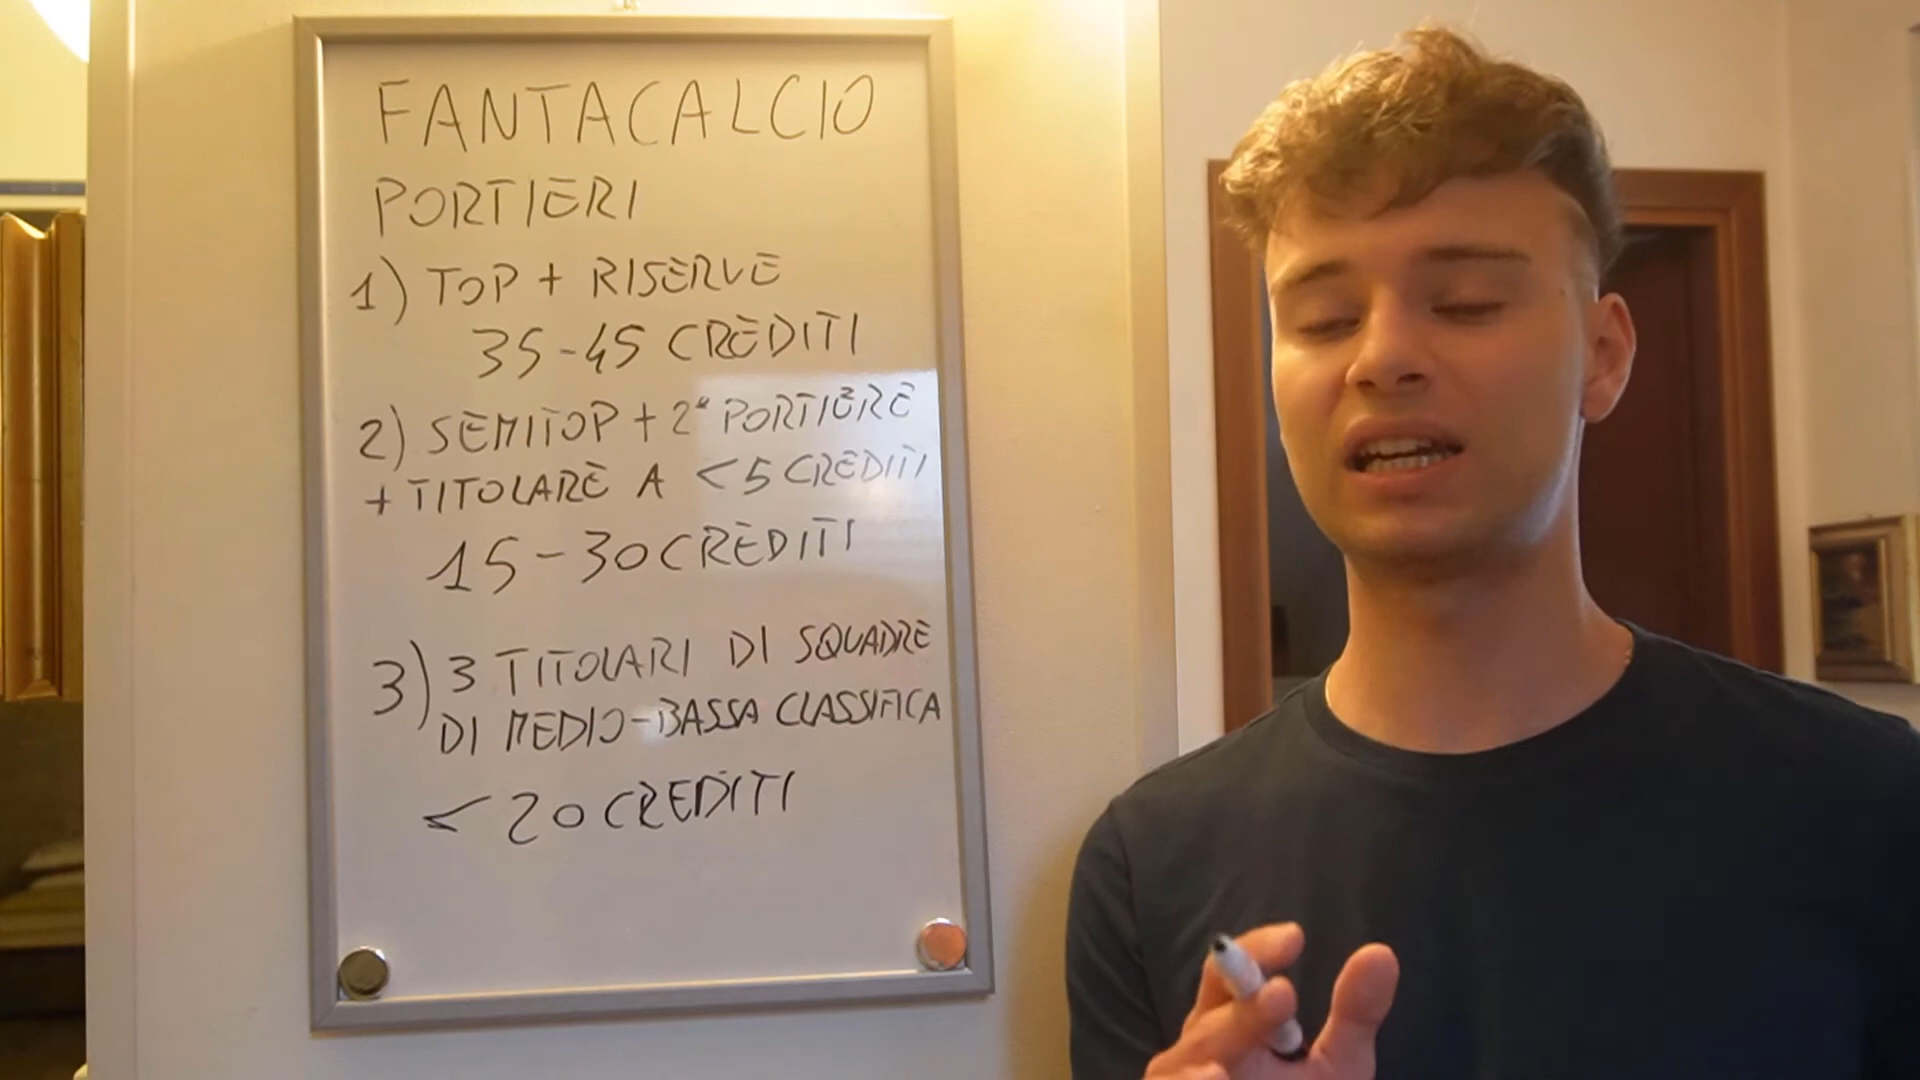 FANTACALCIO
PORTIERI
1) TOP + RISERVE
35-45 CREDITI
2) SEMITOP + 2° PORTIERE
+ TITOLARE A < 5 CREDITI
15-30 CREDITI
3) 3 TITOLARI DI SQUADRE
DI MEDIO-BASSA CLASSIFICA
< 20 CREDITI